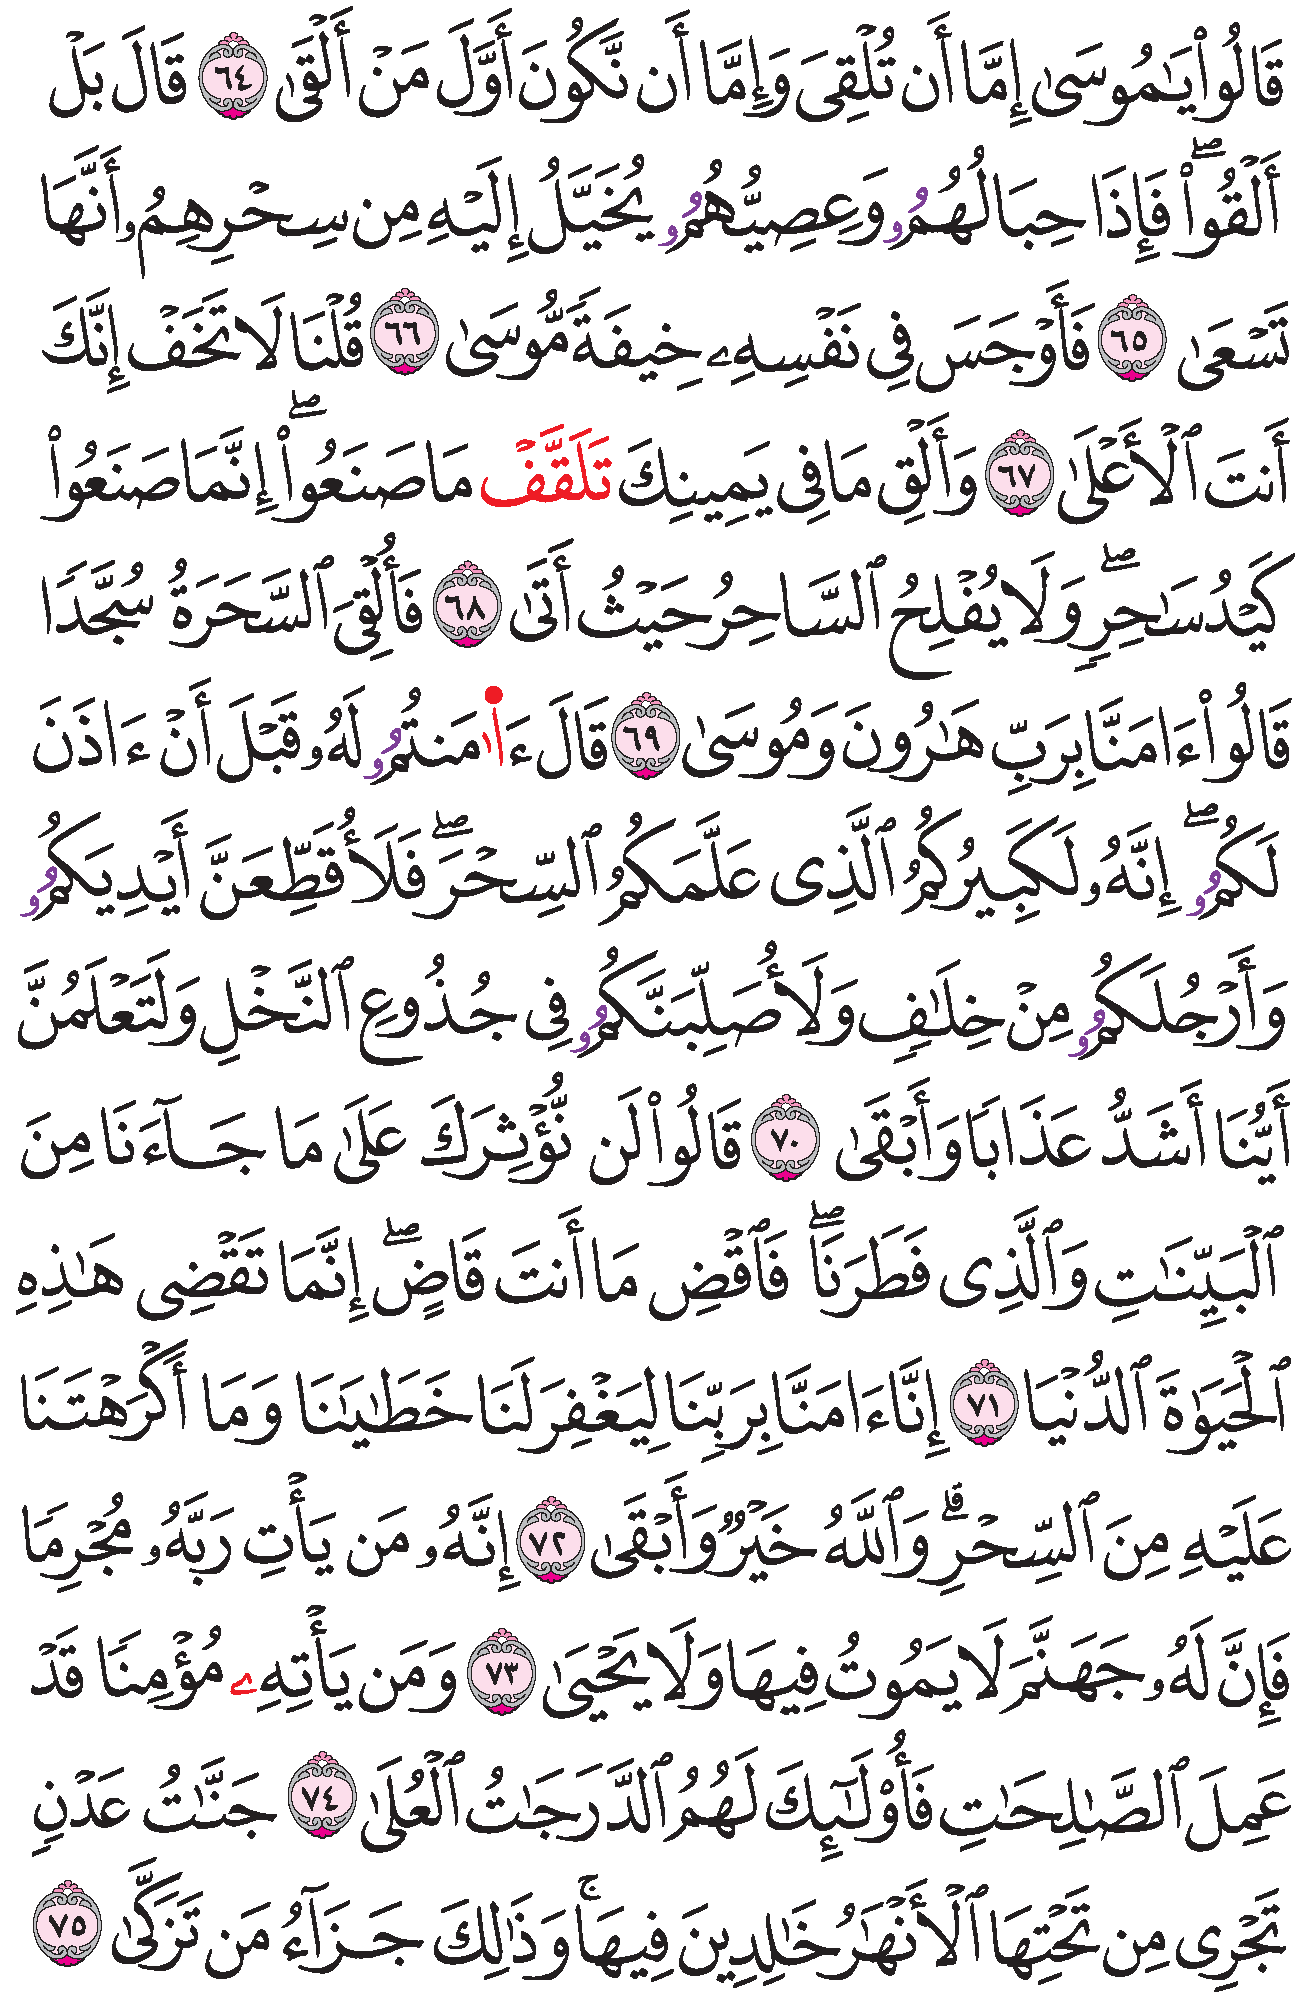 قَالُوا۟ يَـٰمُوسَىٰٓ إِمَّا أَن تُلْقِىَ وَإِمَّا أَن نَّكُونَ أَوَّلَ مَنْ أَلْقَىٰ ٦٤ قَالَ بَلْ
أَلْقُوا۟ۖ فَإِذَا حِبَالُهُمُۥ وَعِصِيُّهُمُۥ يُخَيَّلُ إِلَيْهِ مِن سِحْرِهِمُۥ أَنَّهَا
تَسْعَىٰ ٦٥ فَأَوْجَسَ فِى نَفْسِهِۦ خِيفَةً مُّوسَىٰ ٦٦ قُلْنَا لَا تَخَفْ إِنَّكَ
أَنتَ ٱلْأَعْلَىٰ ٦٧ وَأَلْقِ مَا فِى يَمِينِكَ تَلَقَّفْ مَا صَنَعُوا۟ۖ إِنَّمَا صَنَعُوا۟
كَيْدُ سَـٰحِرٍۖ وَلَا يُفْلِحُ ٱلسَّاحِرُ حَيْثُ أَتَىٰ ٦٨ فَأُلْقِىَ ٱلسَّحَرَةُ سُجَّدًا
قَالُوا۟ ءَامَنَّا بِرَبِّ هَـٰرُونَ وَمُوسَىٰ ٦٩ قَالَ ءَاٰ۬مَنتُمُۥ لَهُۥ قَبْلَ أَنْ ءَاذَنَ
لَكُمُۥۖ إِنَّهُۥ لَكَبِيرُكُمُ ٱلَّذِى عَلَّمَكُمُ ٱلسِّحْرَۖ فَلَأُقَطِّعَنَّ أَيْدِيَكُمُۥ
وَأَرْجُلَكُمُۥ مِنْ خِلَـٰفٍ وَلَأُصَلِّبَنَّكُمُۥ فِى جُذُوعِ ٱلنَّخْلِ وَلَتَعْلَمُنَّ
أَيُّنَا أَشَدُّ عَذَابًا وَأَبْقَىٰ ٧٠ قَالُوا۟ لَن نُّؤْثِرَكَ عَلَىٰ مَا جَآءَنَا مِنَ
ٱلْبَيِّنَـٰتِ وَٱلَّذِى فَطَرَنَاۖ فَٱقْضِ مَا أَنتَ قَاضٍۖ إِنَّمَا تَقْضِى هَـٰذِهِ
ٱلْحَيَوٰةَ ٱلدُّنْيَا ٧١ إِنَّا ءَامَنَّا بِرَبِّنَا لِيَغْفِرَ لَنَا خَطَـٰيَـٰنَا وَمَا أَكْرَهْتَنَا
عَلَيْهِ مِنَ ٱلسِّحْرِۗ وَٱللَّهُ خَيْرٌ وَأَبْقَىٰ ٧٢ إِنَّهُۥ مَن يَأْتِ رَبَّهُۥ مُجْرِمًا
فَإِنَّ لَهُۥ جَهَنَّمَ لَا يَمُوتُ فِيهَا وَلَا يَحْيَىٰ ٧٣ وَمَن يَأْتِهِۦ مُؤْمِنًا قَدْ
عَمِلَ ٱلصَّـٰلِحَـٰتِ فَأُو۟لَـٰٓئِكَ لَهُمُ ٱلدَّرَجَـٰتُ ٱلْعُلَىٰ ٧٤ جَنَّـٰتُ عَدْنٍ
تَجْرِى مِن تَحْتِهَا ٱلْأَنْهَـٰرُ خَـٰلِدِينَ فِيهَاۚ وَذَٰلِكَ جَزَآءُ مَن تَزَكَّىٰ ٧٥